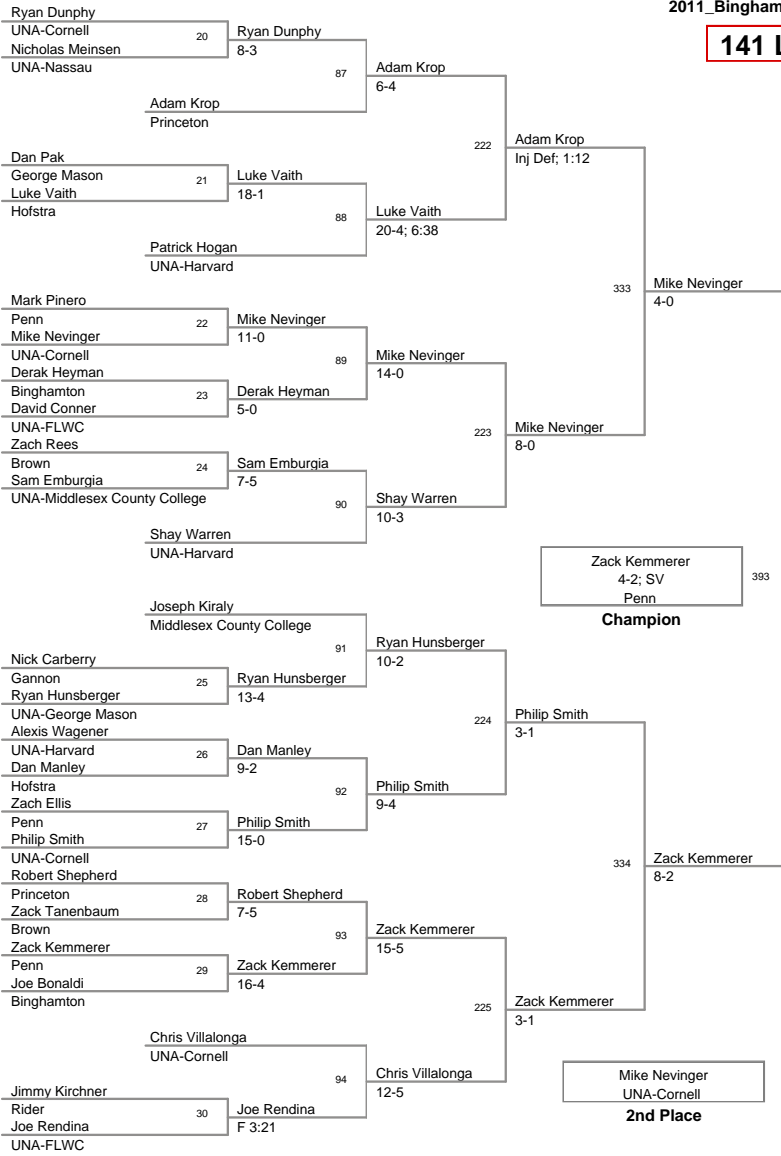 2011_Bingham
141 L
Ryan Dunphy
UNA-Cornell
20
Nicholas Meinsen
UNA-Nassau
Ryan Dunphy
8-3
87
Adam Krop
Princeton
Adam Krop
6-4
Dan Pak
George Mason
21
Luke Vaith
Hofstra
Luke Vaith
18-1
88
Patrick Hogan
UNA-Harvard
Luke Vaith
20-4; 6:38
222
Adam Krop
Inj Def; 1:12
Mark Pinero
Penn
22
Mike Nevinger
UNA-Cornell
Mike Nevinger
11-0
89
Derak Heyman
Binghamton
23
David Conner
UNA-FLWC
Derak Heyman
5-0
Mike Nevinger
14-0
Zach Rees
Brown
24
Sam Emburgia
UNA-Middlesex County College
Sam Emburgia
7-5
90
Shay Warren
UNA-Harvard
Shay Warren
10-3
223
Mike Nevinger
8-0
333
Mike Nevinger
4-0
Zack Kemmerer
4-2; SV
Penn
393
Champion
Joseph Kiraly
Middlesex County College
91
Nick Carberry
Gannon
25
Ryan Hunsberger
UNA-George Mason
Ryan Hunsberger
13-4
Ryan Hunsberger
10-2
Alexis Wagener
UNA-Harvard
26
Dan Manley
Hofstra
Dan Manley
9-2
92
Zach Ellis
Penn
27
Philip Smith
UNA-Cornell
Philip Smith
15-0
Philip Smith
9-4
224
Philip Smith
3-1
Robert Shepherd
Princeton
28
Zack Tanenbaum
Brown
Robert Shepherd
7-5
93
Zack Kemmerer
Penn
29
Joe Bonaldi
Binghamton
Zack Kemmerer
16-4
Zack Kemmerer
15-5
Chris Villalonga
UNA-Cornell
94
Jimmy Kirchner
Rider
30
Joe Rendina
UNA-FLWC
Joe Rendina
F 3:21
Chris Villalonga
12-5
225
Zack Kemmerer
3-1
334
Zack Kemmerer
8-2
Mike Nevinger
UNA-Cornell
2nd Place